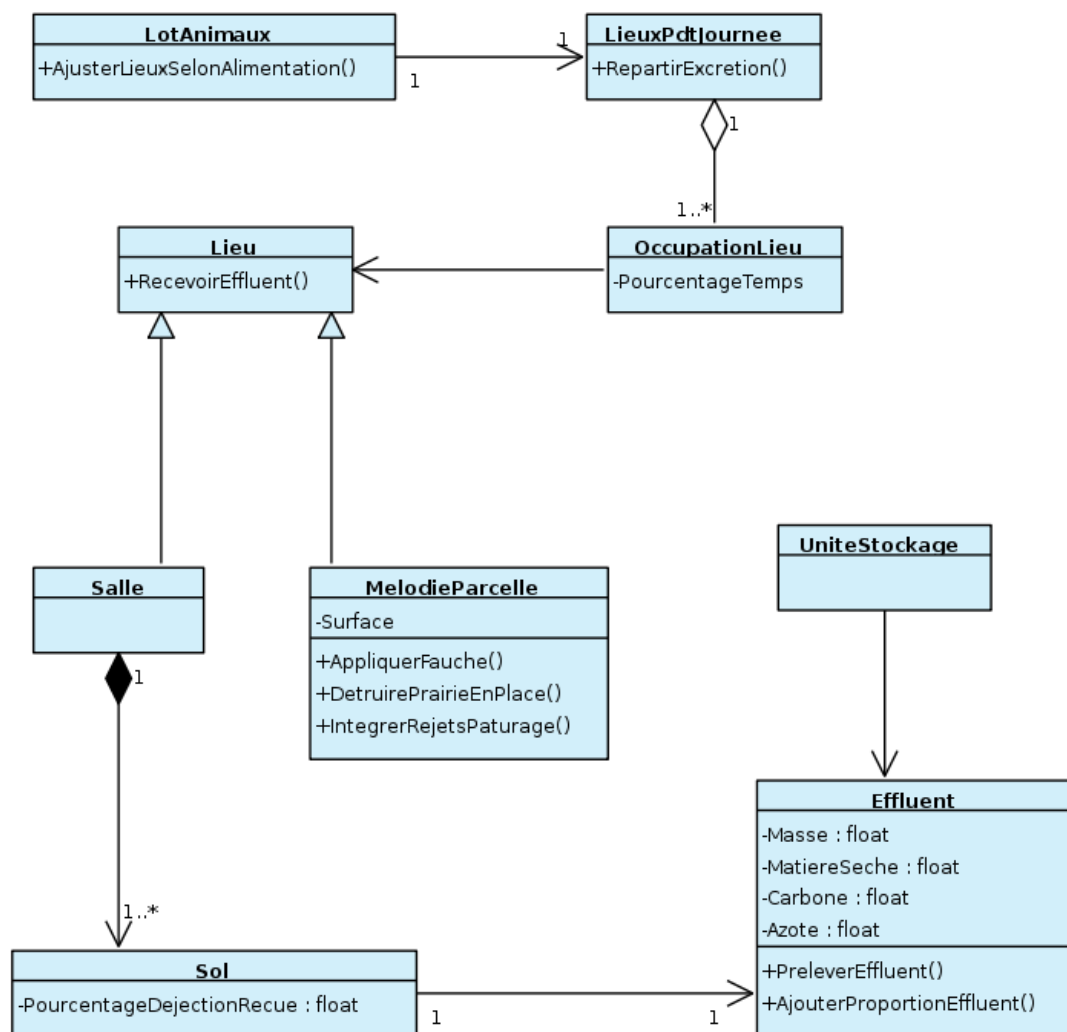 LotAnimaux
+AjusterLieuxSelonAlimentation()
1
1
LieuxPdtJournee
+RepartirExcretion()
1
1..*
Lieu
+RecevoirEffluent()
OccupationLieu
-PourcentageTemps
UniteStockage
Salle
1
MelodieParcelle
-Surface
+AppliquerFauche()
+DetruirePrairieEnPlace()
+IntegrerRejetsPaturage()
Effluent
-Masse : float
-MatiereSeche : float
-Carbone : float
-Azote : float
+PreleverEffluent()
+AjouterProportionEffluent()
1..*
Sol
-PourcentageDejectionRecue : float
1
1